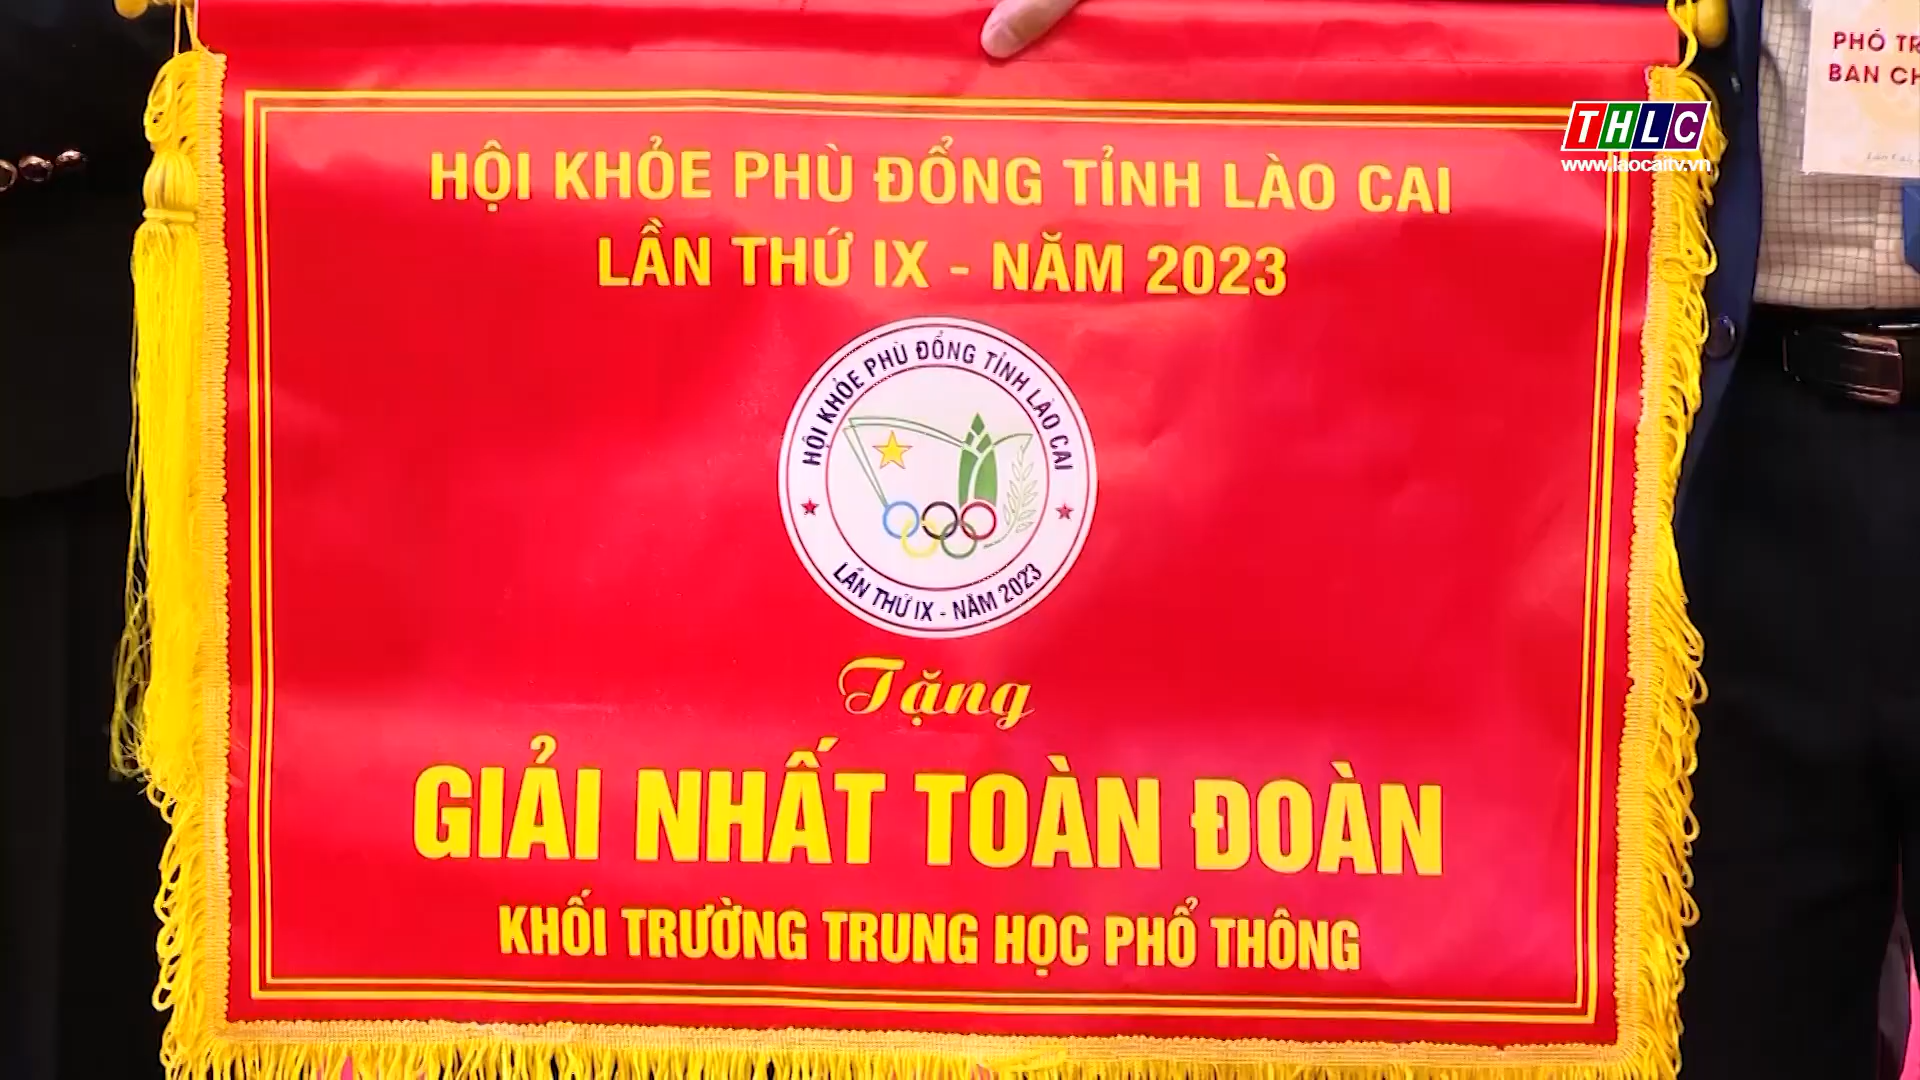 PHÓ TR
BAN CH
THLC
www.laocaitv.vn
HỘI KHỎE PHÙ ĐỔNG TỈNH LÀO CAI
LẦN THỨ IX - NĂM 2023
HỘI KHỎE PHÙ ĐỔNG TỈNH LÀO CAI
LẦN THỨ IX - NĂM 2023
Tặng
GIẢI NHẤT TOÀN ĐOÀN
KHỐI TRƯỜNG TRUNG HỌC PHỔ THÔNG